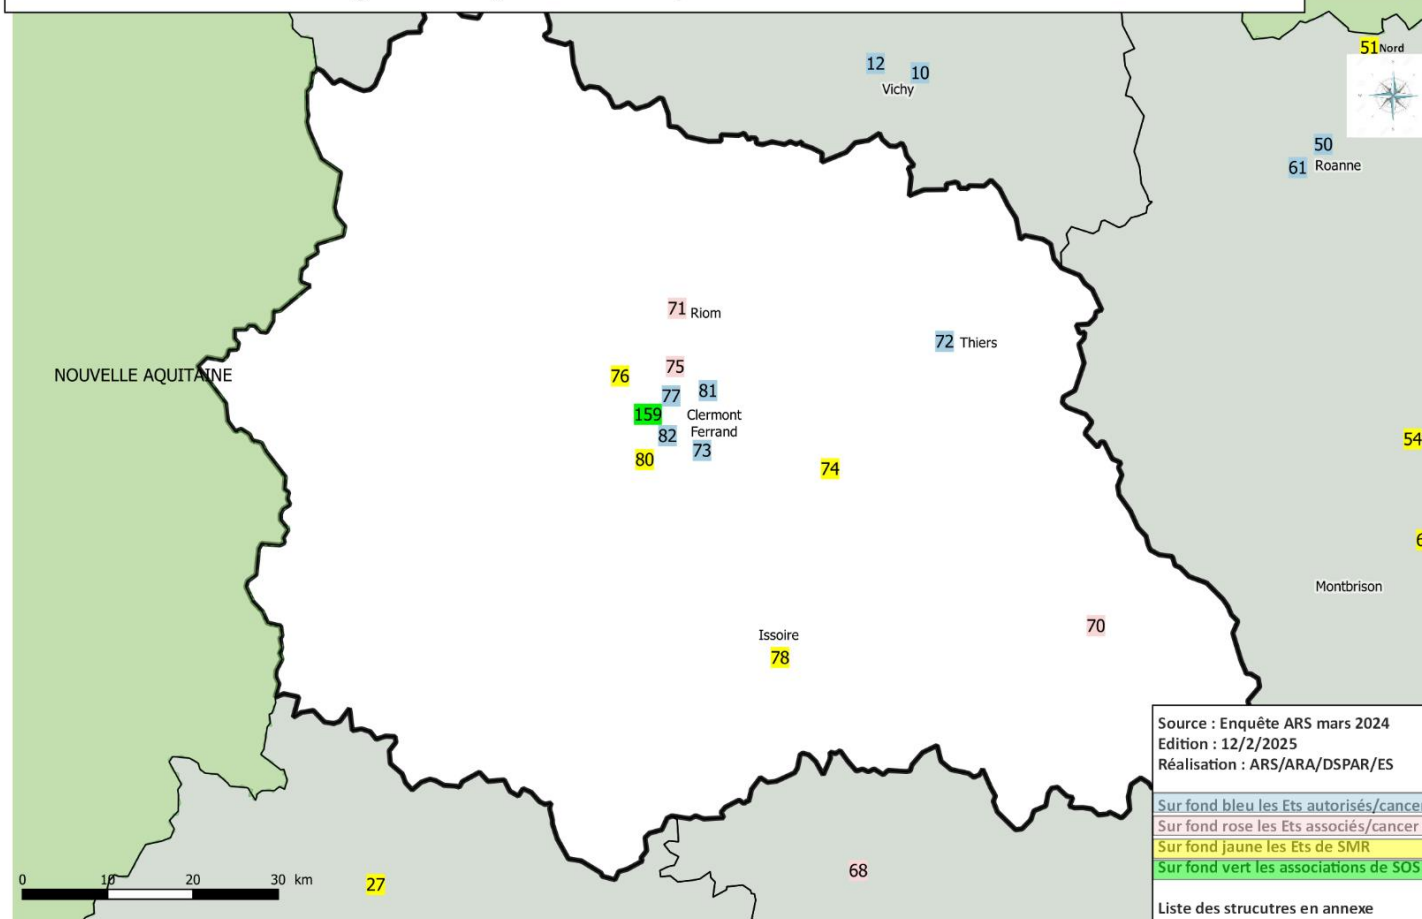 51 Nord
12
10
Vichy
50
61 Roanne
71 Riom
72 Thiers
NOUVELLE AQUITAINE
76
75
77
81
159
Clermont
Ferrand
82
73
80
74
54
6
Montbrison
70
Issoire
78
Source : Enquête ARS mars 2024
Edition : 12/2/2025
Réalisation : ARS/ARA/DSPAR/ES
Sur fond bleu les Ets autorisés/cancer
Sur fond rose les Ets associés/cancer
Sur fond jaune les Ets de SMR
Sur fond vert les associations de SOS
Liste des strucutres en annexe
68
27
0 10 20 30 km